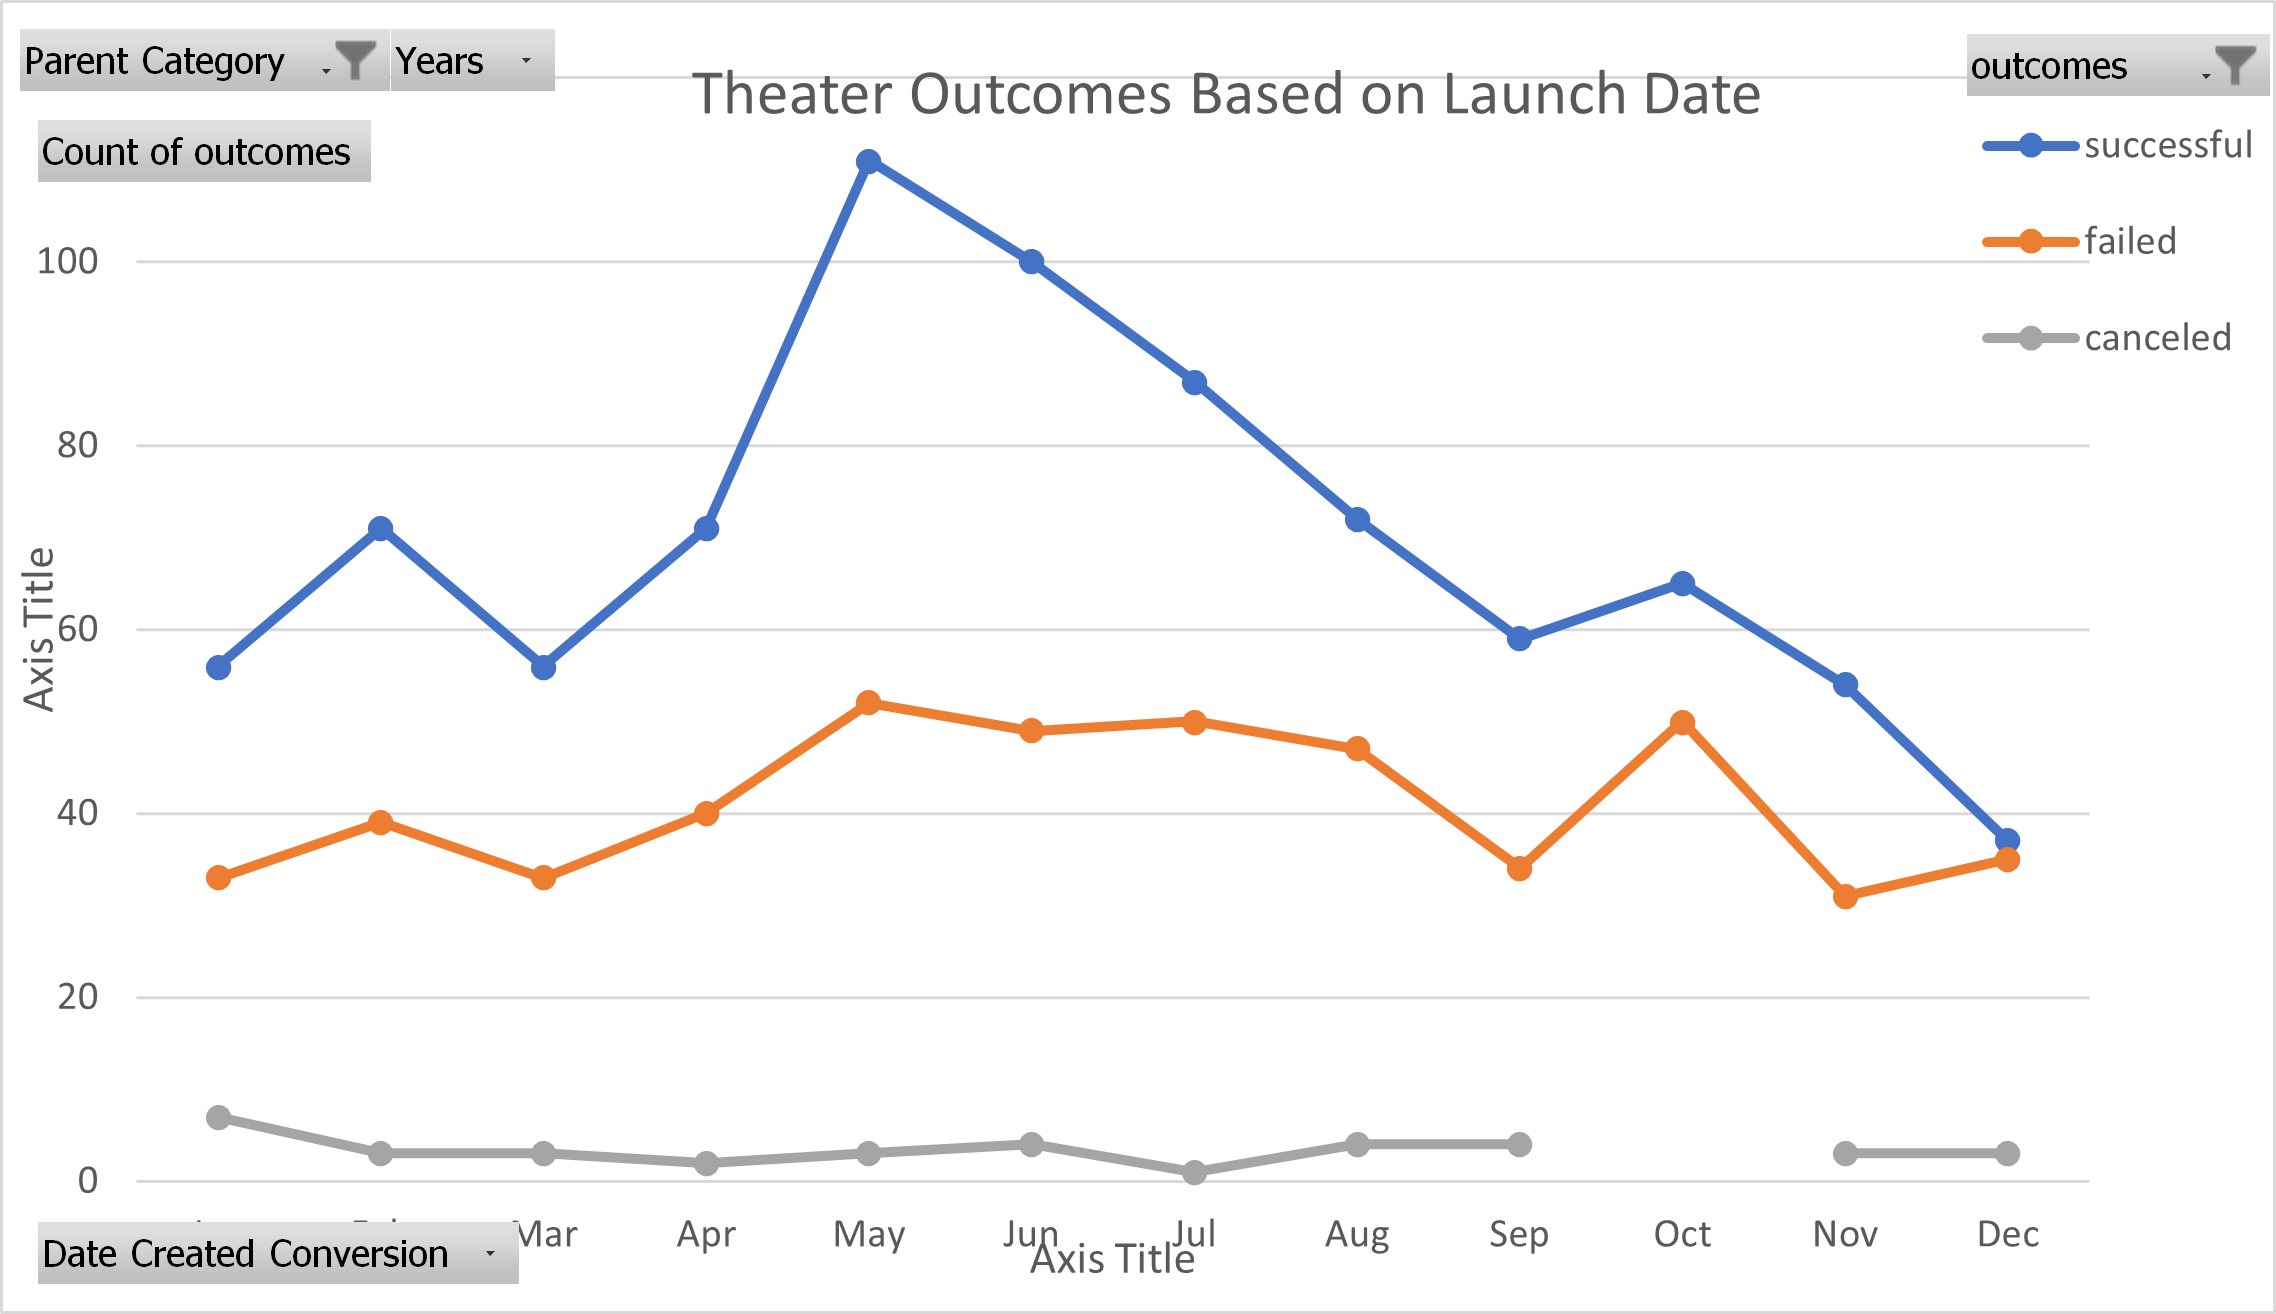 Parent Category
Years
outcomes
Theater Outcomes Based on Launch Date
Count of outcomes
successful
failed
canceled
100
80
60
40
20
0
Axis Title
Mar
Apr
May
Jun
Jul
Aug
Sep
Oct
Nov
Dec
Date Created Conversion
Axis Title